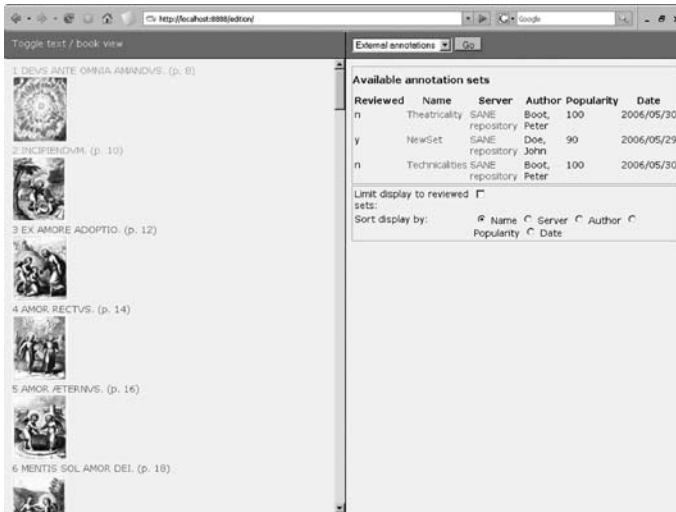 http://localhost:8888/edition/
Google
Toggle text / book view
1 DEVS ANTE OMNIA AMANDVS. (p. 8)
2 INCIPIENDVM. (p. 10)
3 EX AMORE ADOPTIO. (p. 12)
4 AMOR RECTVS. (p. 14)
5 AMOR ÆTERNVS. (p. 16)
6 MENTIS SOL AMOR DEI. (p. 18)
External annotations Go
Available annotation sets
Reviewed Name Server Author Popularity Date
n Theatricality SANE repository Boot, Peter 100 2006/05/30
y NewSet SANE repository Doe, John 90 2006/05/29
n Technicalities SANE repository Boot, Peter 100 2006/05/30
Limit display to reviewed
sets:
Sort display by: Name Server Author
Popularity Date